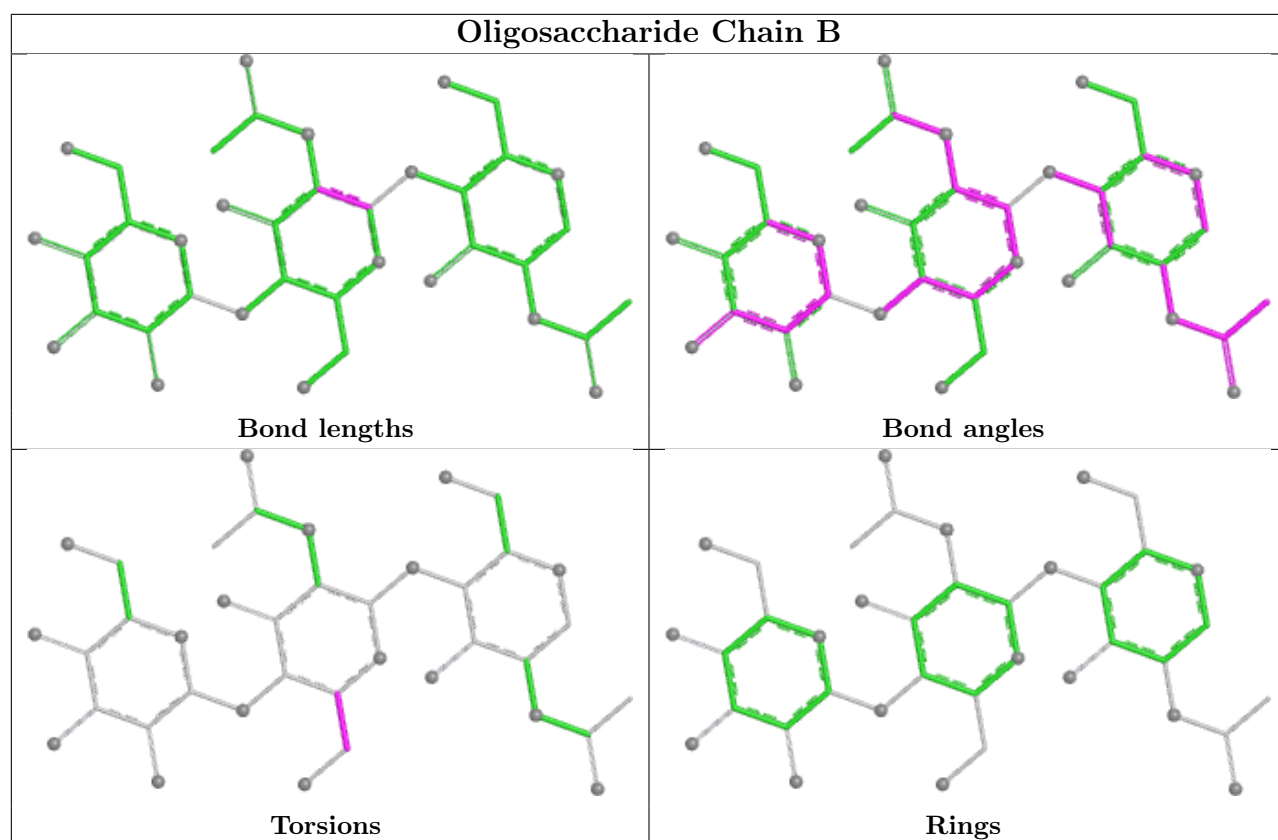 Oligosaccharide Chain B
Bond lengths
Bond angles
Torsions
Rings